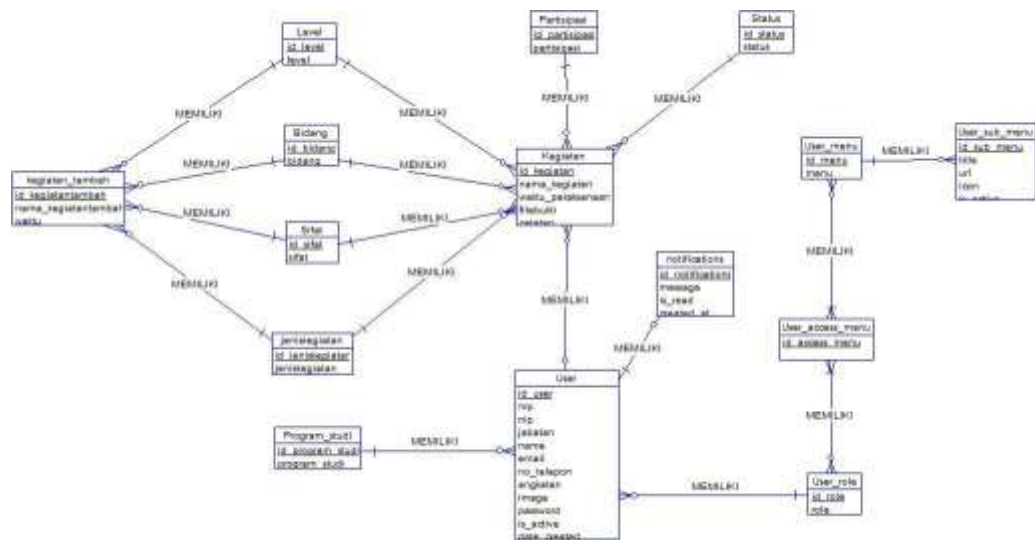 Level
id_level
level
Partisipasi
id_partisipasi
partisipasi
Status
id_status
status
MEMILIKI
MEMILIKI
MEMILIKI
MEMILIKI
Bidang
id_bidang
bidang
MEMILIKI
MEMILIKI
Kegiatan
id_kegiatan
nama_kegiatan
waktu_pelaksanaan
filebukti
User_menu
id_menu
menu
MEMILIKI
User_sub_menu
id_sub_menu
title
url
icon
is_active
kegiatan_tambah
id_kegiatantambah
nama_kegiatantambah
waktu
MEMILIKI
MEMILIKI
Sifat
id_sifat
sifat
MEMILIKI
MEMILIKI
MEMILIKI
MEMILIKI
notifications
id_notifications
message
is_read
created_at
jeniskegiatan
id_jeniskegiatan
jeniskegiatan
MEMILIKI
User_access_menu
id_access_menu
User
id_user
nip
jabatan
name
email
no_telepon
angkatan
image
password
is_active
date_created
MEMILIKI
Program_studi
id_program_studi
program_studi
MEMILIKI
MEMILIKI
User_role
id_role
role